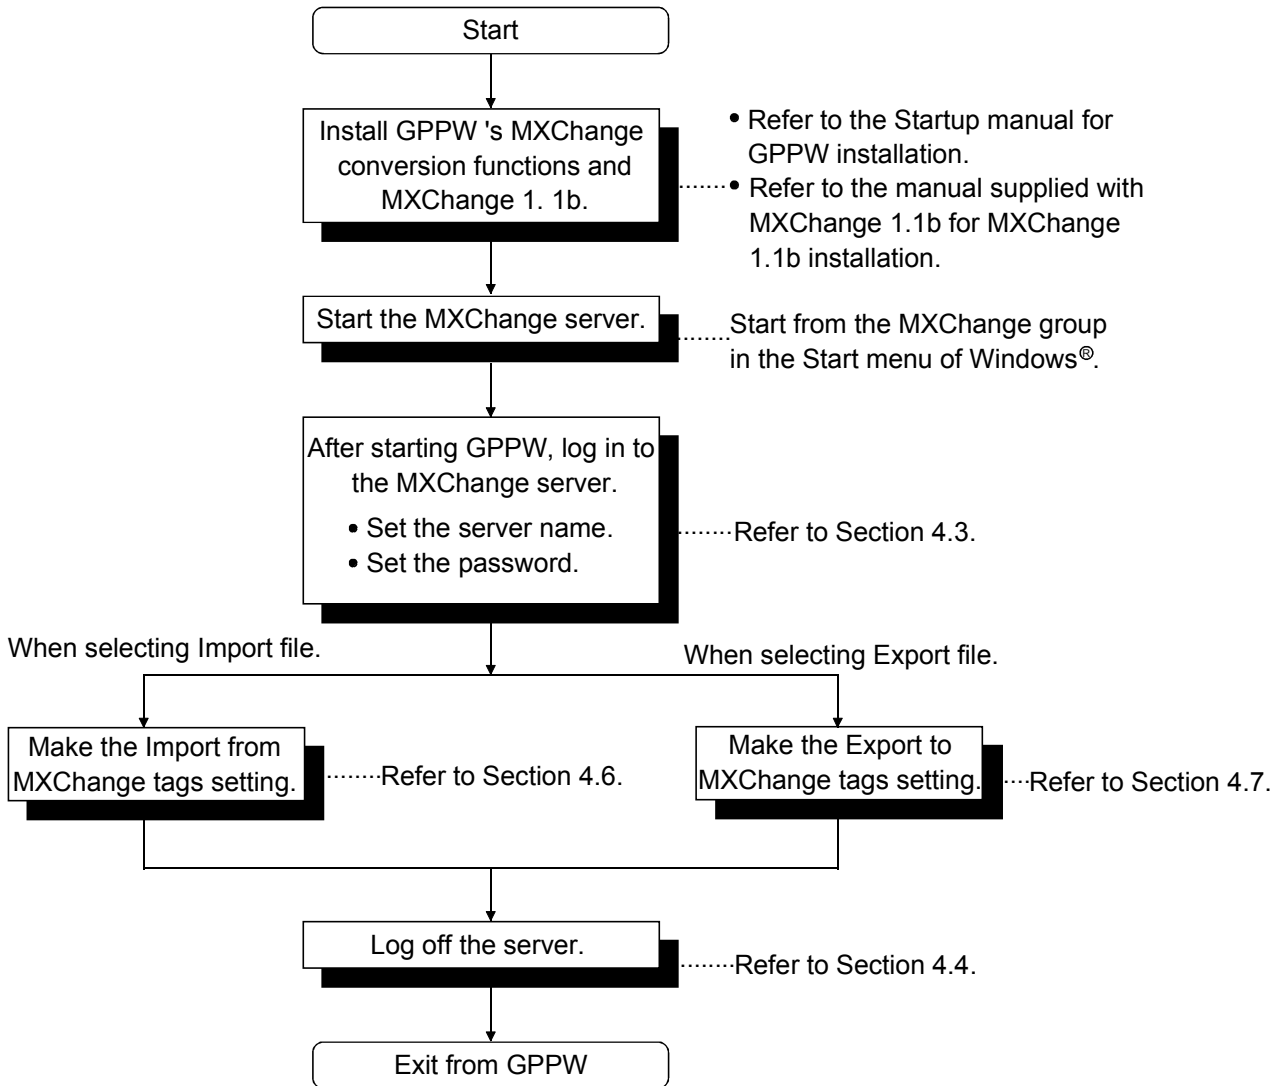 Start
Install GPPW 's MXChange
conversion functions and
MXChange 1. 1b.
• Refer to the Startup manual for
GPPW installation.
• Refer to the manual supplied with
MXChange 1.1b for MXChange
1.1b installation.
Start the MXChange server.
Start from the MXChange group
in the Start menu of Windows®.
After starting GPPW, log in to
the MXChange server.
• Set the server name.
• Set the password.
Refer to Section 4.3.
When selecting Import file.
When selecting Export file.
Make the Import from
MXChange tags setting.
Refer to Section 4.6.
Make the Export to
MXChange tags setting.
Refer to Section 4.7.
Log off the server.
Refer to Section 4.4.
Exit from GPPW